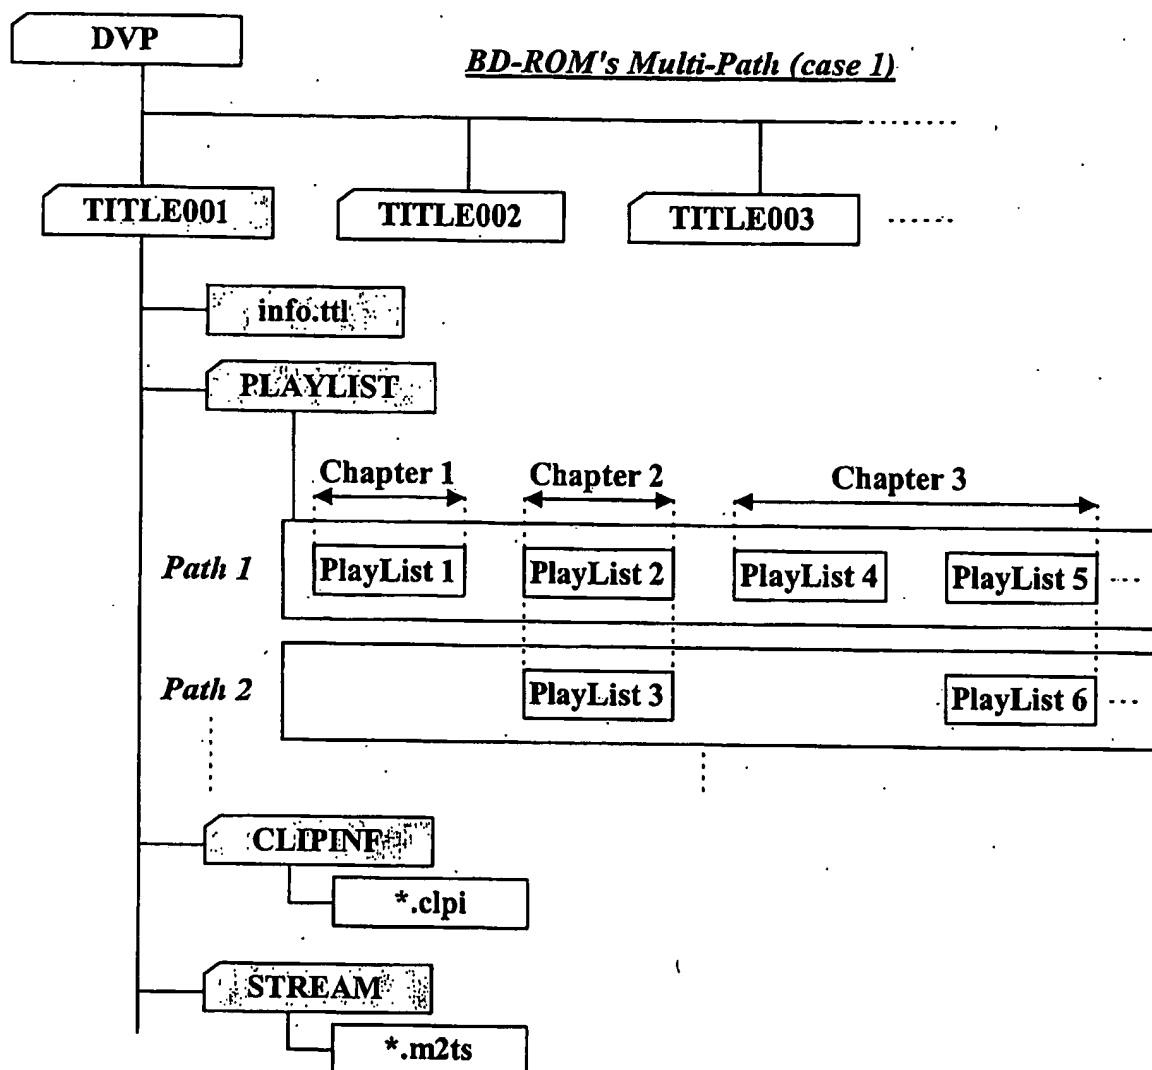 DVP
BD-ROM's Multi-Path (case 1)
TITLE001 TITLE002 TITLE003
info.ttl
PLAYLIST
Chapter 1 Chapter 2 Chapter 3
Path 1 PlayList 1 PlayList 2 PlayList 4 PlayList 5
Path 2 PlayList 3 PlayList 6
CLIPINF
*.clpi
STREAM
*.m2ts